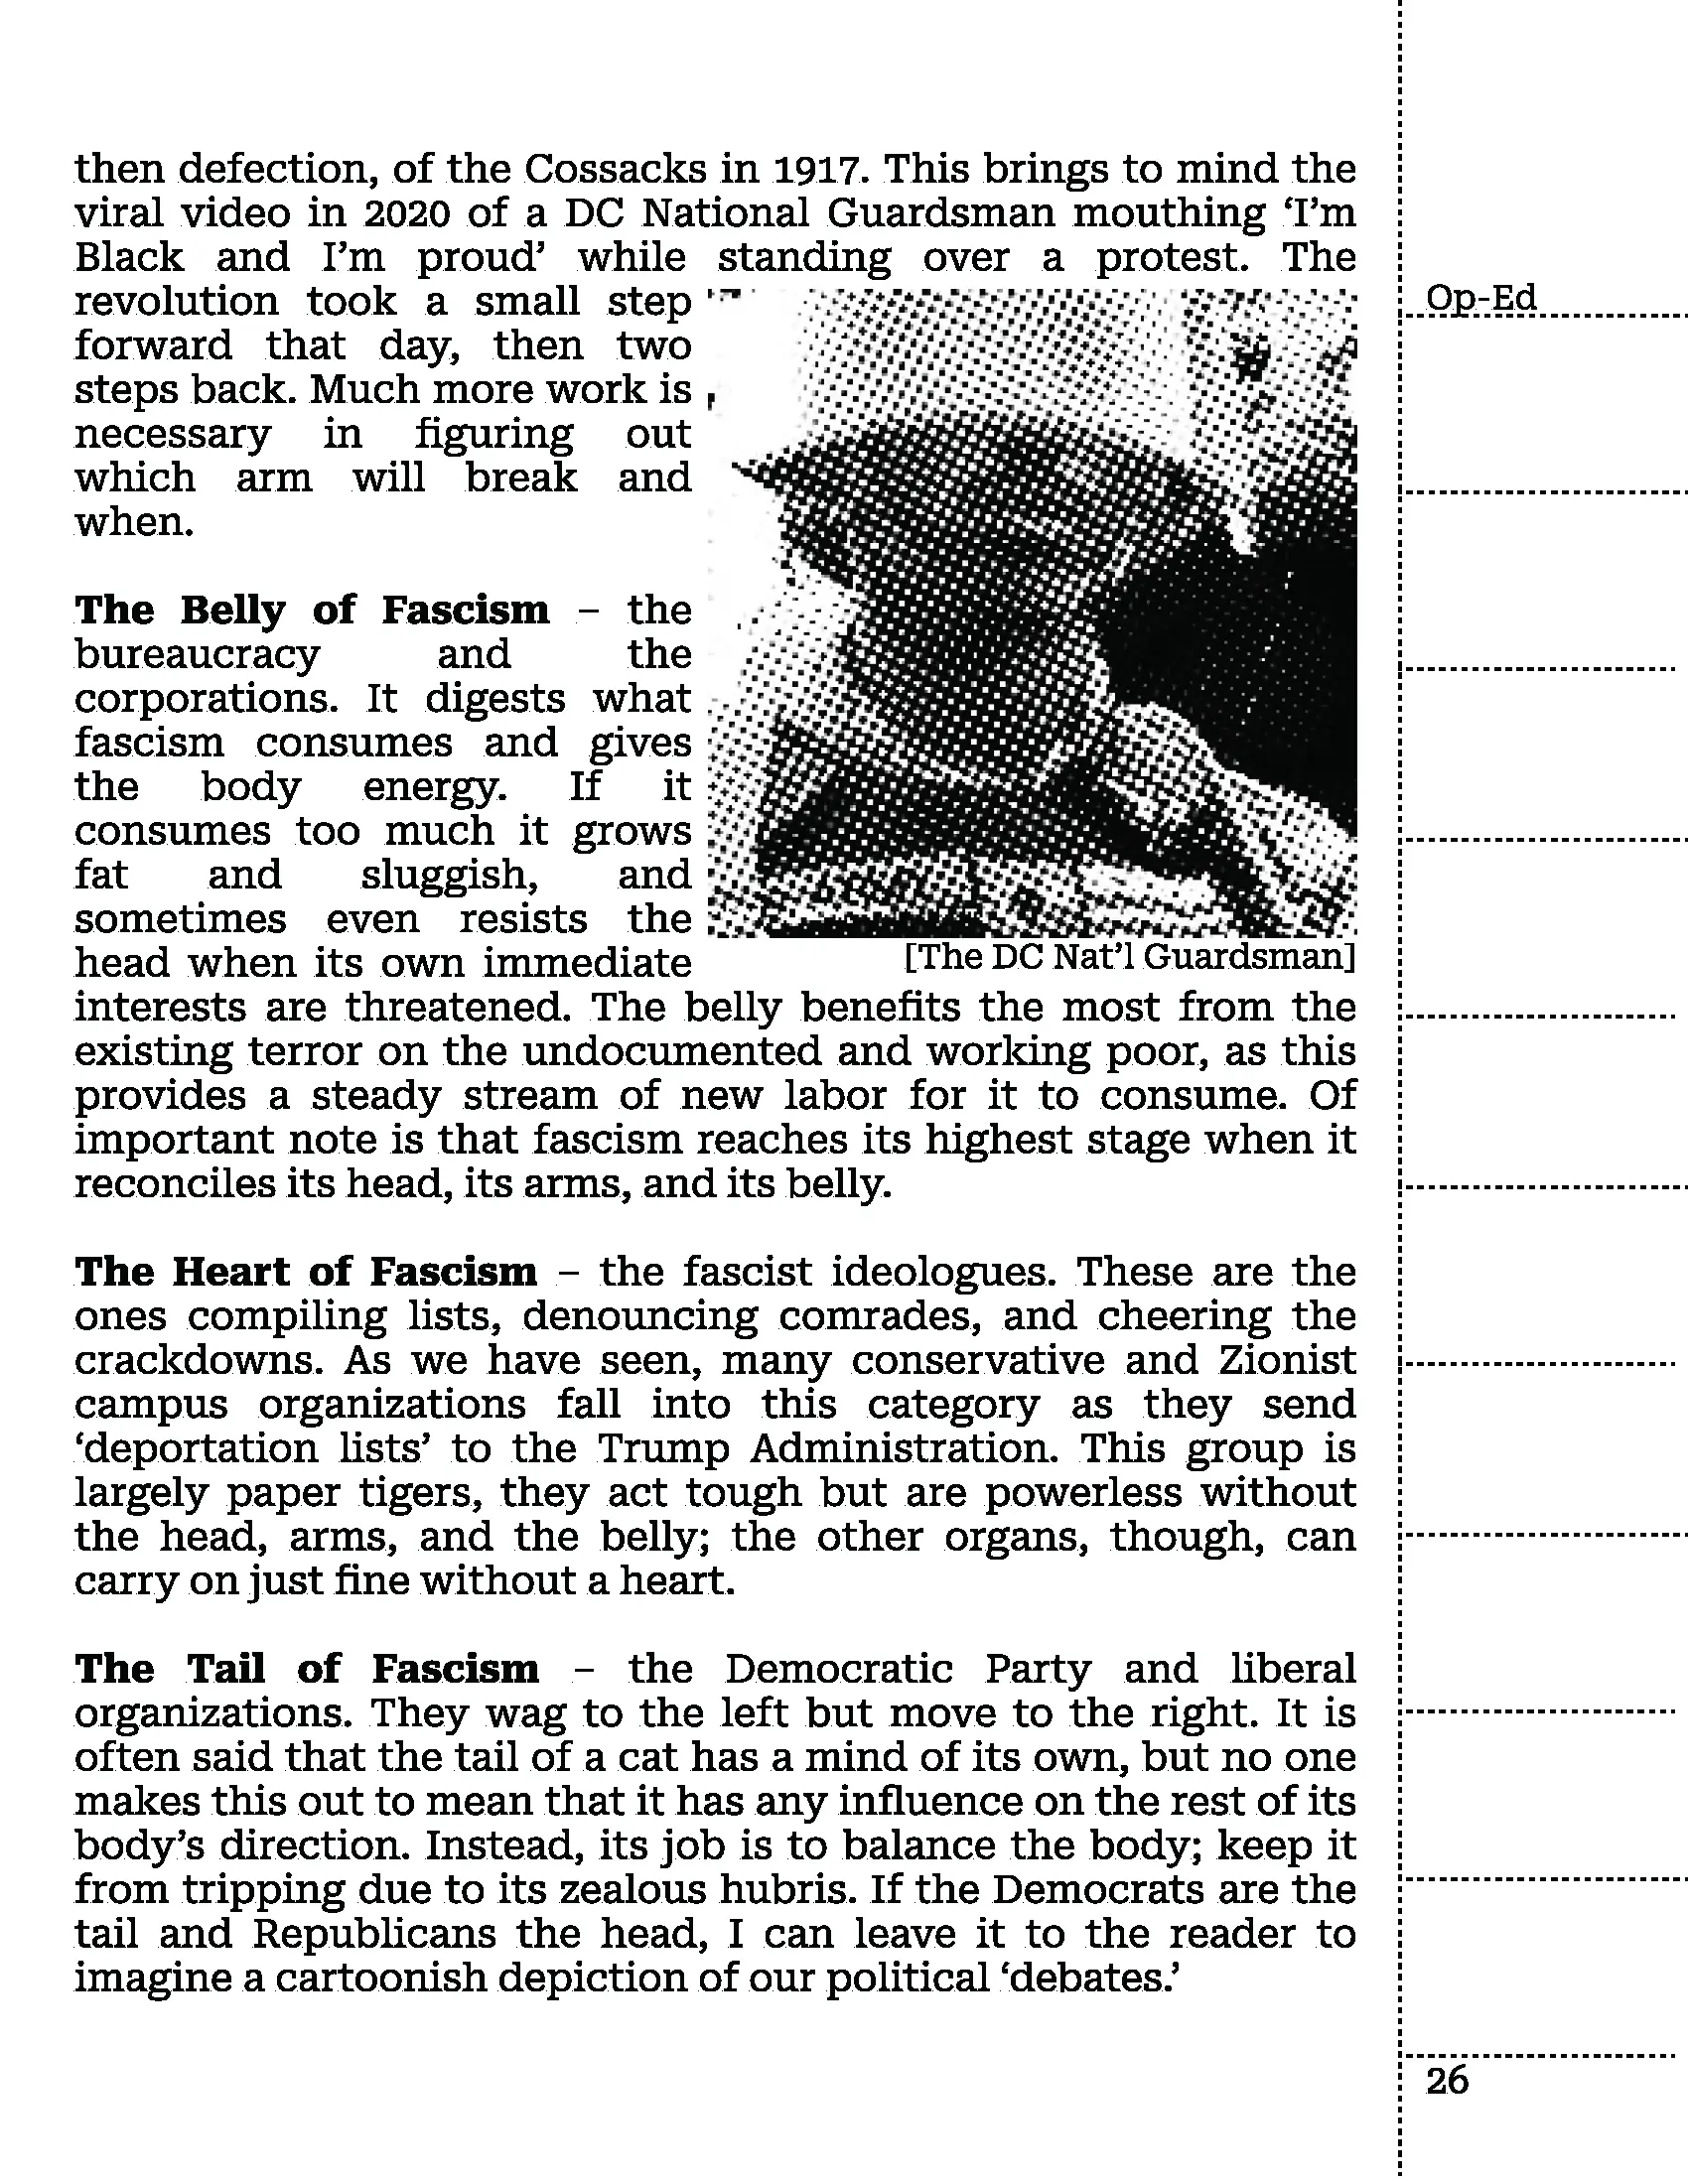 then defection, of the Cossacks in 1917. This brings to mind the
viral video in 2020 of a DC National Guardsman mouthing ‘I’m
Black and I’m proud’ while standing over a protest. The
revolution took a small step
forward that day, then two
steps back. Much more work is
necessary in figuring out
which arm will break and
when.
The Belly of Fascism – the
bureaucracy and the
corporations. It digests what
fascism consumes and gives
the body energy. If it
consumes too much it grows
fat and sluggish, and
sometimes even resists the
head when its own immediate
[The DC Nat’l Guardsman]
interests are threatened. The belly benefits the most from the
existing terror on the undocumented and working poor, as this
provides a steady stream of new labor for it to consume. Of
important note is that fascism reaches its highest stage when it
reconciles its head, its arms, and its belly.
The Heart of Fascism – the fascist ideologues. These are the
ones compiling lists, denouncing comrades, and cheering the
crackdowns. As we have seen, many conservative and Zionist
campus organizations fall into this category as they send
‘deportation lists’ to the Trump Administration. This group is
largely paper tigers, they act tough but are powerless without
the head, arms, and the belly; the other organs, though, can
carry on just fine without a heart.
The Tail of Fascism – the Democratic Party and liberal
organizations. They wag to the left but move to the right. It is
often said that the tail of a cat has a mind of its own, but no one
makes this out to mean that it has any influence on the rest of its
body’s direction. Instead, its job is to balance the body; keep it
from tripping due to its zealous hubris. If the Democrats are the
tail and Republicans the head, I can leave it to the reader to
imagine a cartoonish depiction of our political ‘debates.’
Op-Ed
26